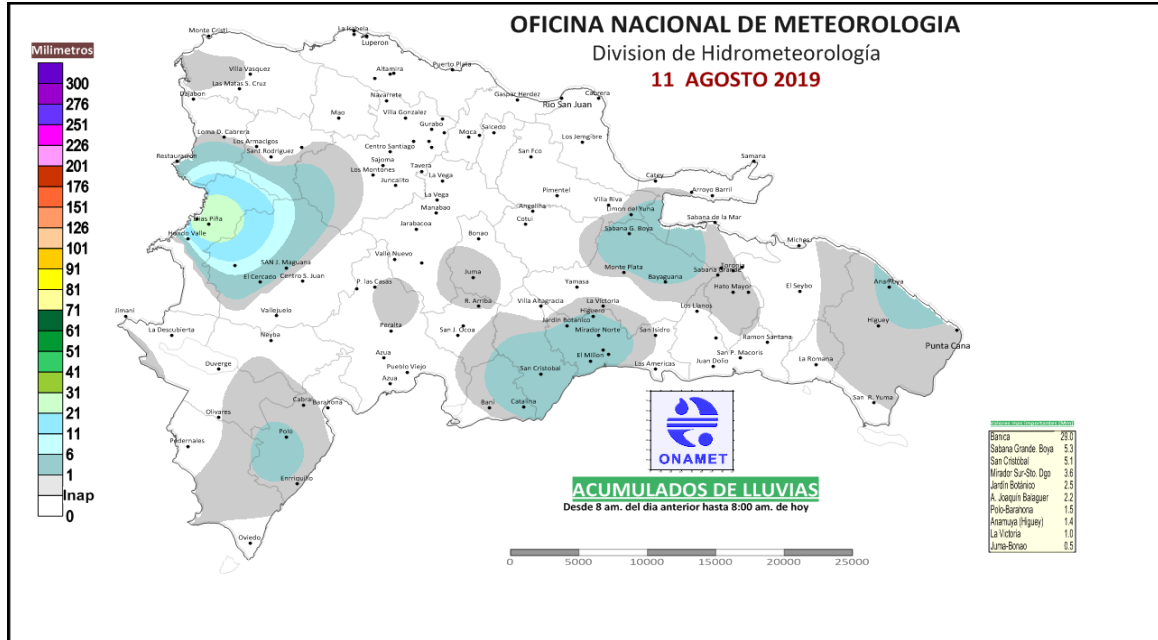 OFICINA NACIONAL DE METEOROLOGIA
Division de Hidrometeorología
11 AGOSTO 2019
Milimetros
300
276
251
226
201
176
151
126
101
91
81
71
61
51
41
31
21
11
6
1
Inap
0
Monte Cristi
La Isabela
Luperon
Villa Vasquez
Las Matas S. Cruz
Dajabon
Altamira
Puerto Plata
Navarrete
Gaspar Herdez
Rio San Juan
Cabrera
Mao
Villa Gonzalez
Gurabo
Moca
Salcedo
Los Jemgibre
Loma D. Cabrera
Los Armacigos
Sant.Rodriguez
Restauracion
Centro Santiago
Sajoma
Los Montones
Juncalito
Tavera
La Vega
San Fco
Samana
Catey
Arroyo Barril
La Vega
Manabao
Pimentel
Villa Riva
Limon del Yuna
Angelina
Cotui
Sabana de la Mar
Jarabacoa
Bonao
Sabana G. Boya
Miches
Hondo Valle
SAN J. Maguana
El Cercado
Centro S. Juan
Valle Nuevo
Juma
Monte Plata
Bayaguana
Sabana Grande
Hato Mayor
El Seybo
P. las Casas
R. Arriba
Yamasa
Villa Altagracia
La Victoria
Higuero
Los Llanos
Higuey
Jimani
La Descubierta
Vallejuelo
Neyba
Peralta
San J. Ocoa
Jardin Botanico
Mirador Norte
San Isidro
Ramon Santana
Punta Cana
Duverge
Azua
Pueblo Viejo
Azua
El Millon
San Cristobal
Las Americas
Juan Dolio
San P. Macoris
La Romana
Olivares
Cabral
Barahona
Bani
Catalina
San R. Yuma
Pedernales
Polo
Enrriquillo
Oviedo
ONAMET
ACUMULADOS DE LLUVIAS
Desde 8 am. del dia anterior hasta 8:00 am. de hoy
0 5000 10000 15000 20000 25000
Banica 29.0
Sabana Grande Boya 5.3
San Cristóbal 5.1
Mirador Sur-Sto. Dgo 3.6
Jardín Botánico 2.5
A. Joaquin Balaguer 2.2
Polo-Barahona 1.5
Anamuya (Higuey) 1.4
La Victoria 1.0
Juma-Bonao 0.5